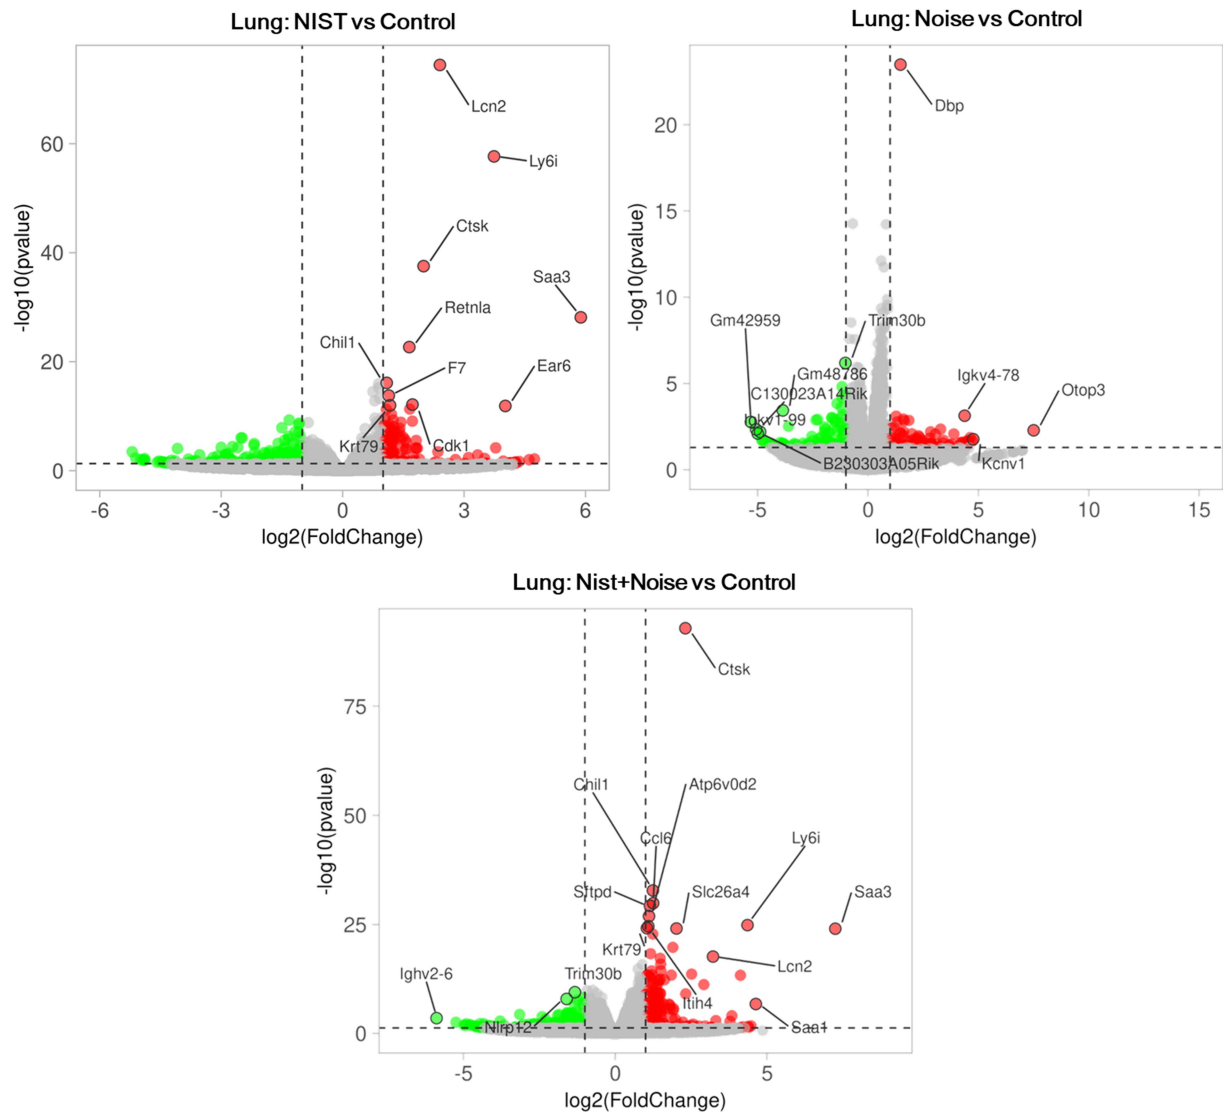 Lung: NIST vs Control
-log10(pvalue)
60
40
20
0
Lcn2
Ly6i
Ctsk
Saa3
Retnla
Chil1
F7
Ear6
Krt79
Cdk1
-6
-3
0
3
6
log2(FoldChange)
Lung: Noise vs Control
-log10(pvalue)
20
15
10
5
0
Dbp
Gm42959
Trim30b
Gm48786
C130023A14Rik
Igkv4-78
Otop3
Igkv1-99
B230303A05Rik
Kcnv1
-5
0
5
10
15
log2(FoldChange)
Lung: Nist+Noise vs Control
-log10(pvalue)
75
50
25
0
Ctsk
Chil1
Atp6v0d2
Ccl6
Ly6i
Sftpd
Slc26a4
Saa3
Krt79
Lcn2
Ighv2-6
Trim30b
Itih4
Nlrp12
Saa1
-5
0
5
log2(FoldChange)